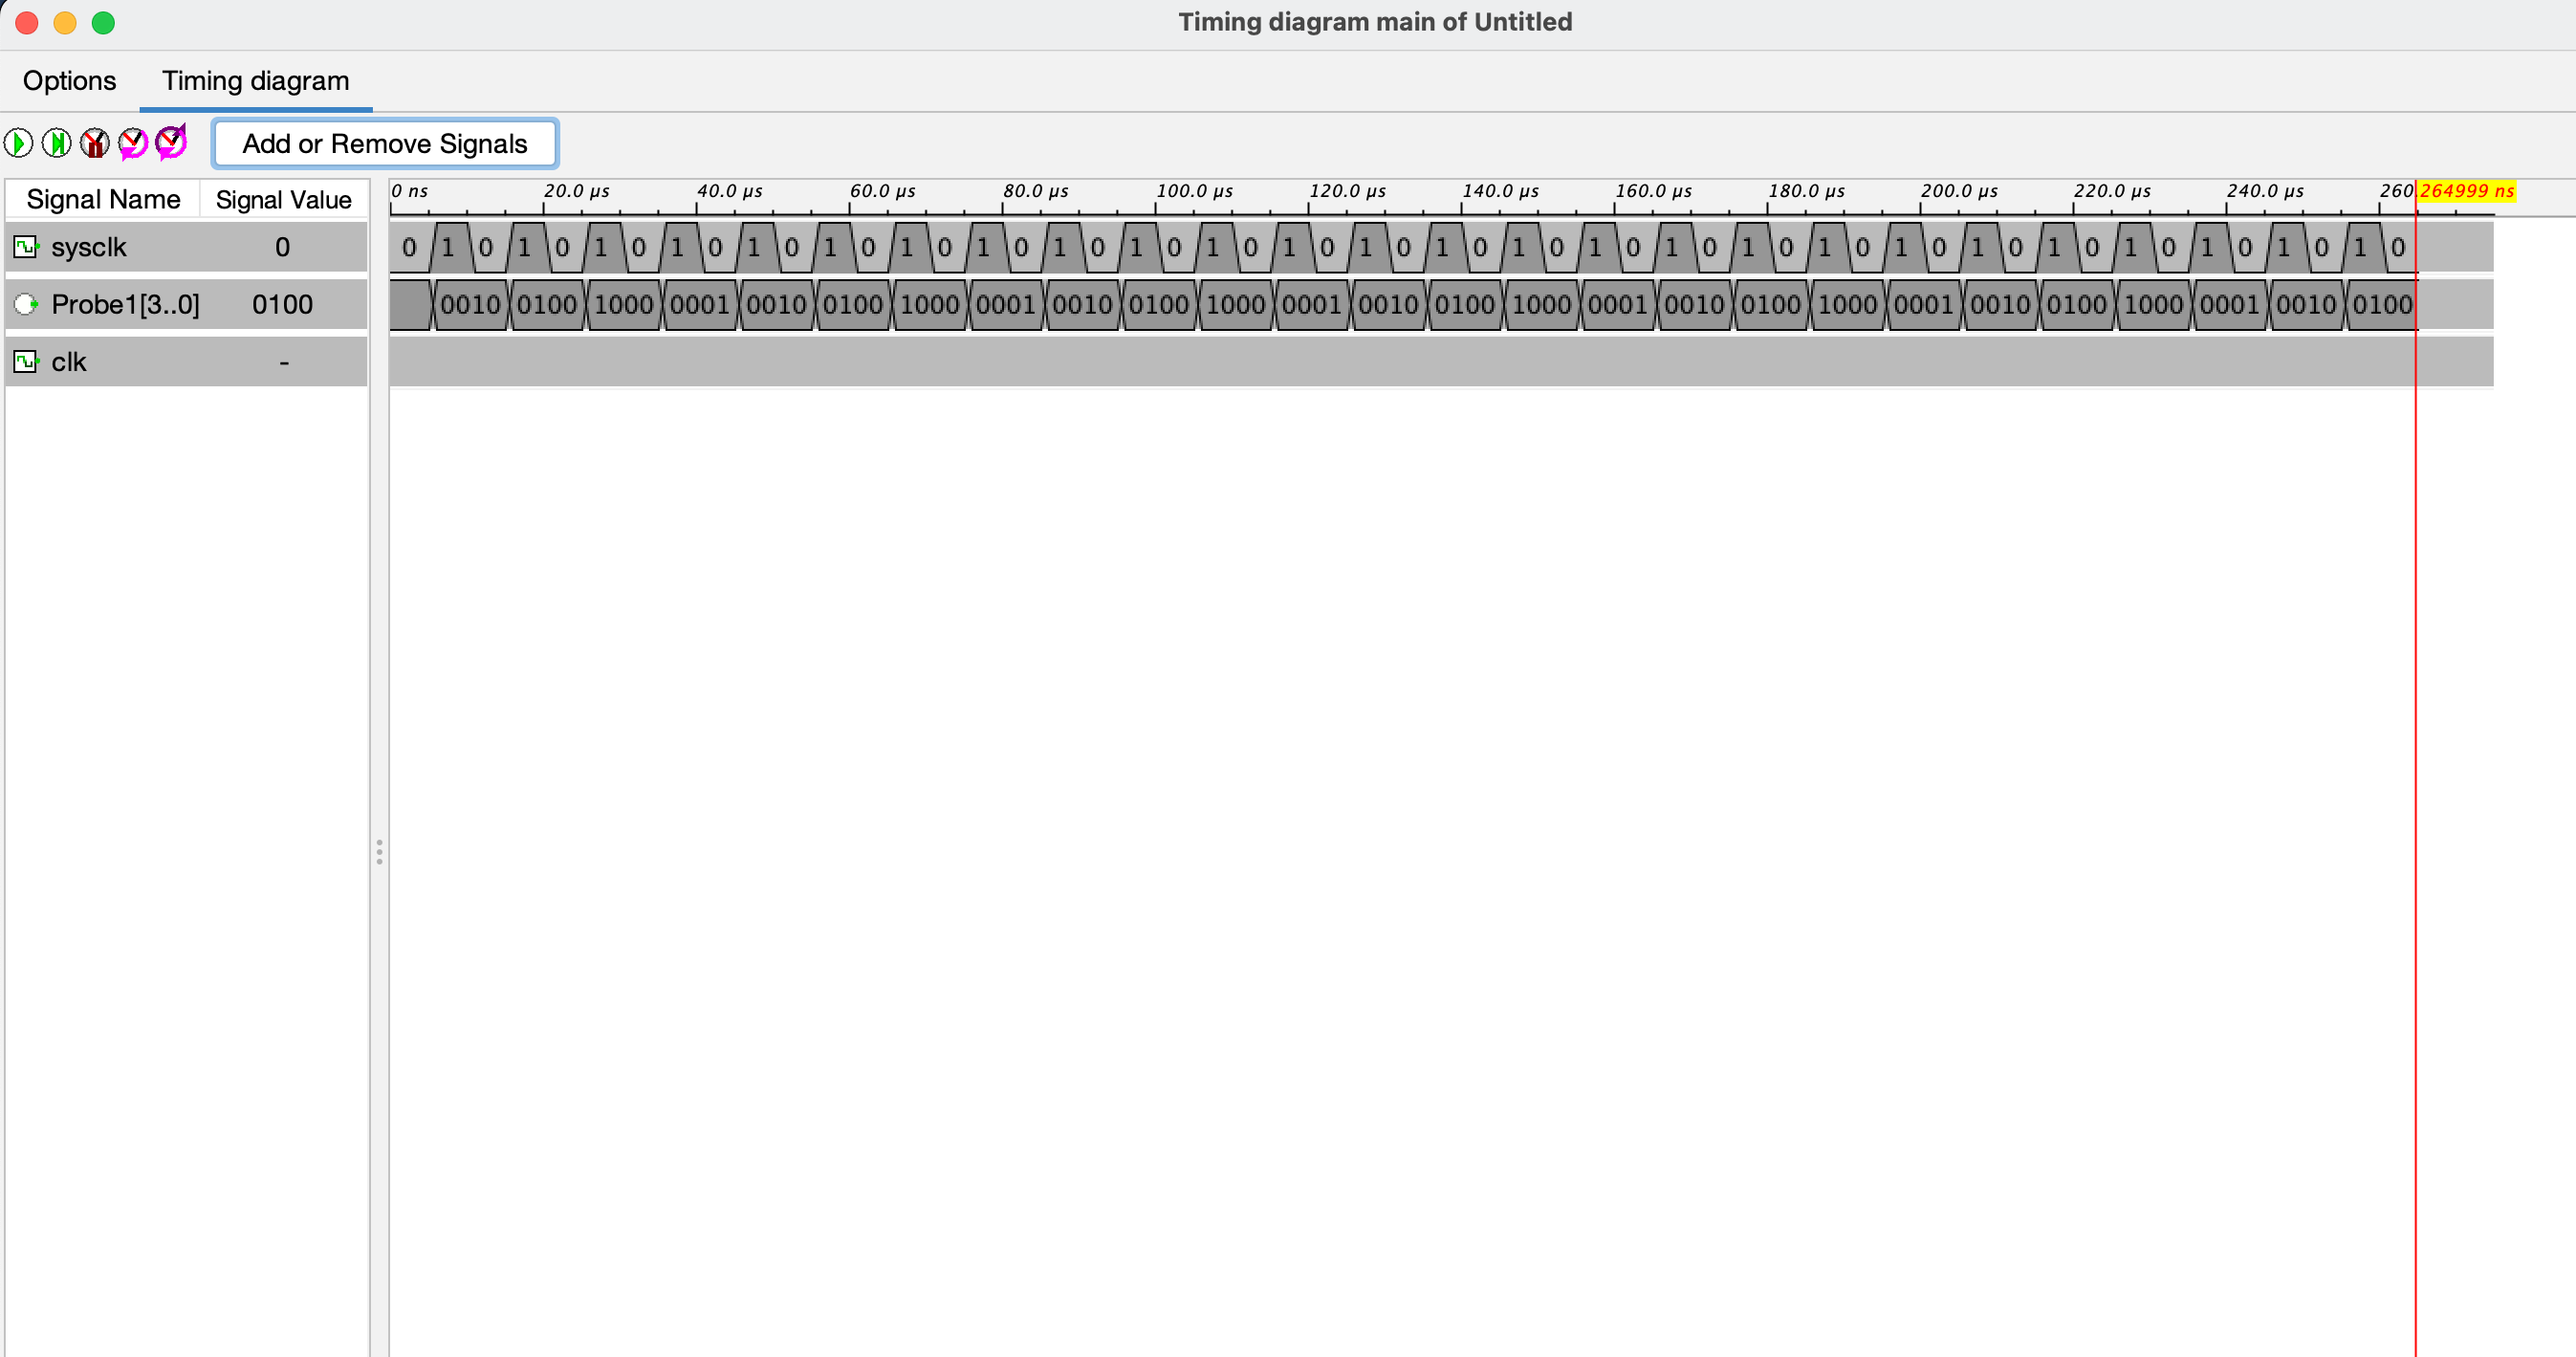 Timing diagram main of Untitled
Options Timing diagram
Add or Remove Signals
Signal Name Signal Value 0 ns 20.0 µs 40.0 µs 60.0 µs 80.0 µs 100.0 µs 120.0 µs 140.0 µs 160.0 µs 180.0 µs 200.0 µs 220.0 µs 240.0 µs 260 264999 ns
sysclk 0 0 1 0 1 0 1 0 1 0 1 0 1 0 1 0 1 0 1 0 1 0 1 0 1 0 1 0 1 0 1 0 1 0 1 0 1 0 1 0 1 0 1 0 1 0 1 0 1 0 1 0 1 0
Probe1[3..0] 0100 0010 0100 1000 0001 0010 0100 1000 0001 0010 0100 1000 0001 0010 0100 1000 0001 0010 0100 1000 0001 0010 0100 1000 0001 0010 0100
clk -